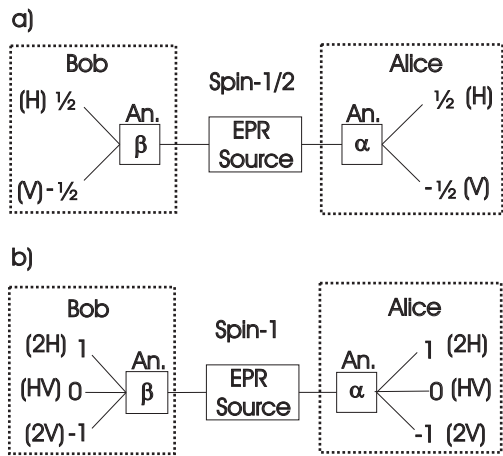 a)
Bob
Spin-1/2
Alice
(H) ½
An.
β
(V) -½
EPR
Source
An.
α
½ (H)
-½ (V)
b)
Bob
Spin-1
Alice
(2H) 1
(HV) 0
(2V) -1
An.
β
EPR
Source
An.
α
1 (2H)
0 (HV)
-1 (2V)